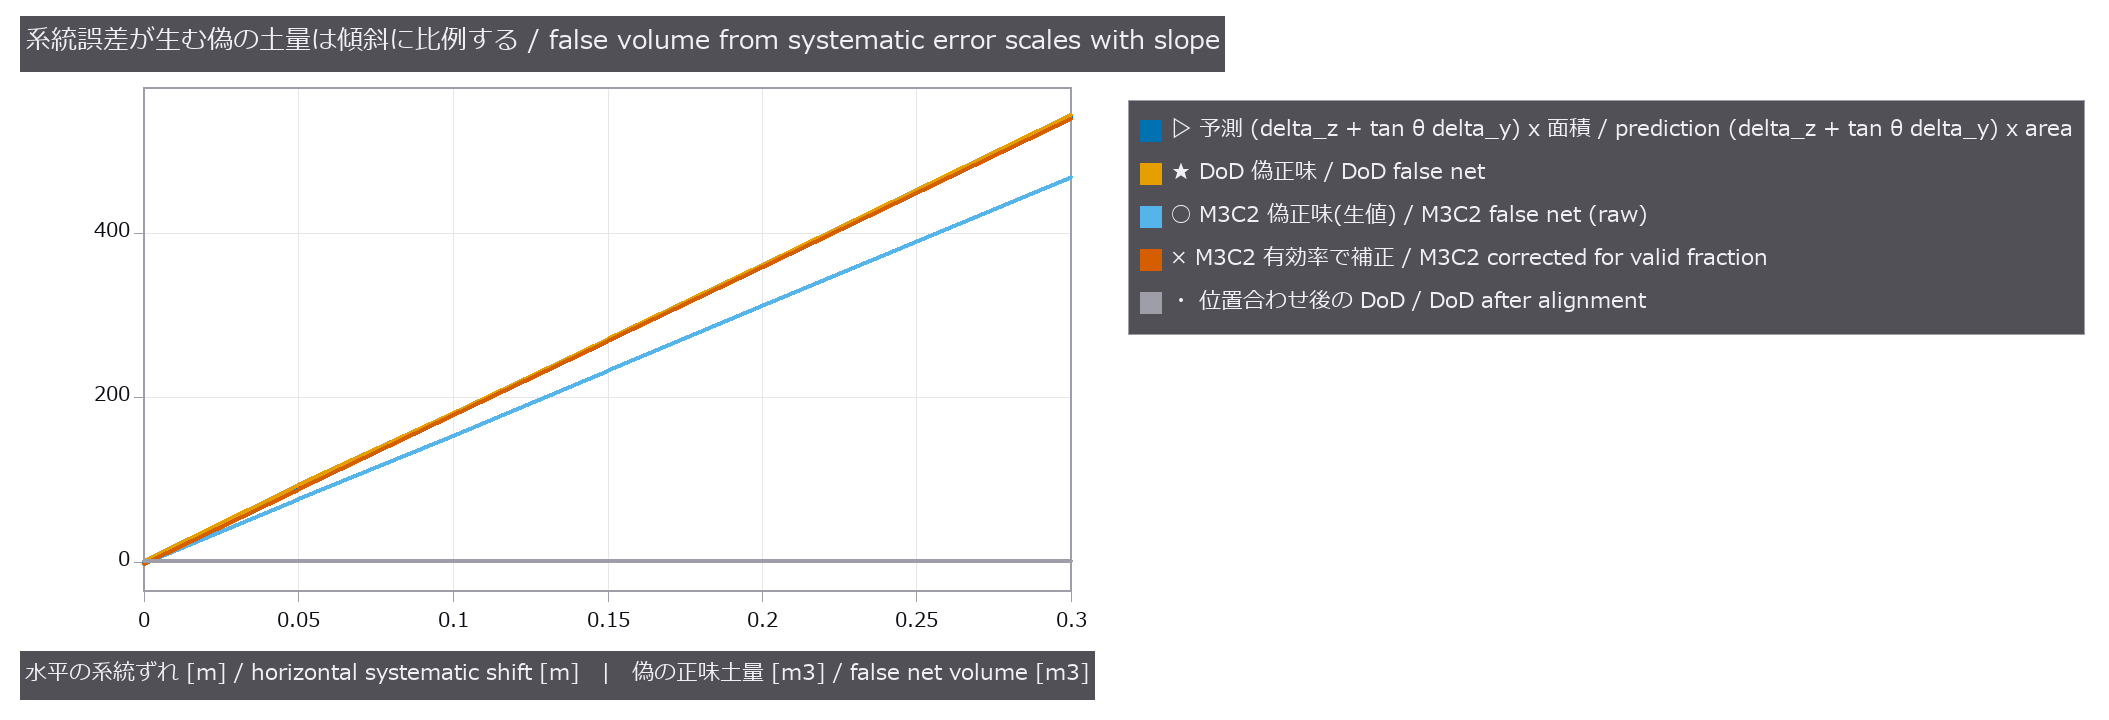 系統誤差が生む偽の土量は傾斜に比例する / false volume from systematic error scales with slope
▷ 予測 (delta_z + tan θ delta_y) x 面積 / prediction (delta_z + tan θ delta_y) x area
★ DoD 偽正味 / DoD false net
○ M3C2 偽正味(生値) / M3C2 false net (raw)
× M3C2 有効率で補正 / M3C2 corrected for valid fraction
・ 位置合わせ後の DoD / DoD after alignment
400
200
0
0 0.05 0.1 0.15 0.2 0.25 0.3
水平の系統ずれ [m] / horizontal systematic shift [m] | 偽の正味土量 [m3] / false net volume [m3]